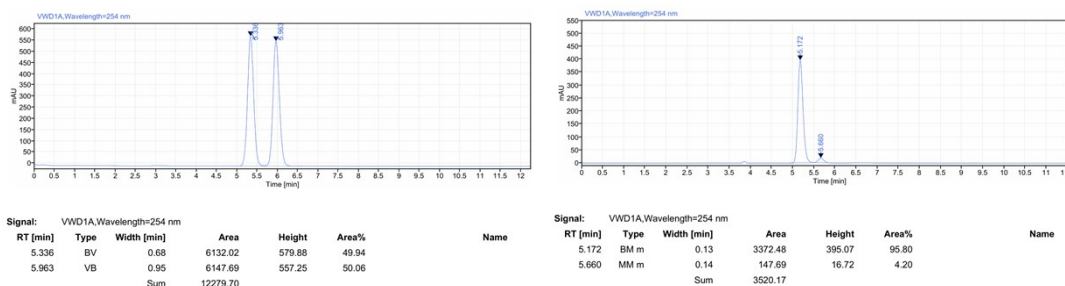 VWD1A,Wavelength=254 nm
600
550
500
450
400
350
300
250
200
150
100
50
0
mAU
5.336
5.963
0 0.5 1 1.5 2 2.5 3 3.5 4 4.5 5 5.5 6 6.5 7 7.5 8 8.5 9 9.5 10 10.5 11 11.5 12
Time [min]
Signal: VWD1A,Wavelength=254 nm
RT [min] Type Width [min] Area Height Area% Name
5.336 BV 0.68 6132.02 579.88 49.94
5.963 VB 0.95 6147.69 557.25 50.06
Sum 12279.70
VWD1A,Wavelength=254 nm
550
500
450
400
350
300
250
200
150
100
50
0
mAU
5.172
5.660
0 0.5 1 1.5 2 2.5 3 3.5 4 4.5 5 5.5 6 6.5 7 7.5 8 8.5 9 9.5 10 10.5 11
Time [min]
Signal: VWD1A,Wavelength=254 nm
RT [min] Type Width [min] Area Height Area% Name
5.172 BM m 0.13 3372.48 395.07 95.80
5.660 MM m 0.14 147.69 16.72 4.20
Sum 3520.17